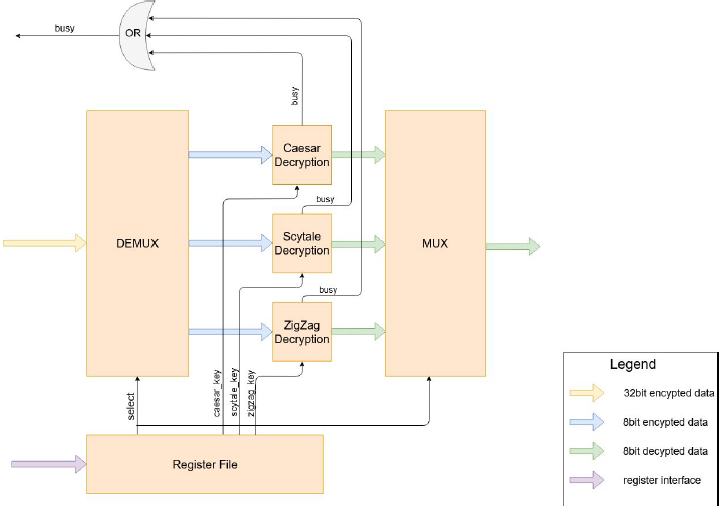 busy
OR
busy
Caesar
Decryption
busy
DEMUX
Scytale
Decryption
MUX
busy
ZigZag
Decryption
select
caesar_key
scytale_key
zigzag_key
Register File
Legend
32bit encypted data
8bit encypted data
8bit decypted data
register interface